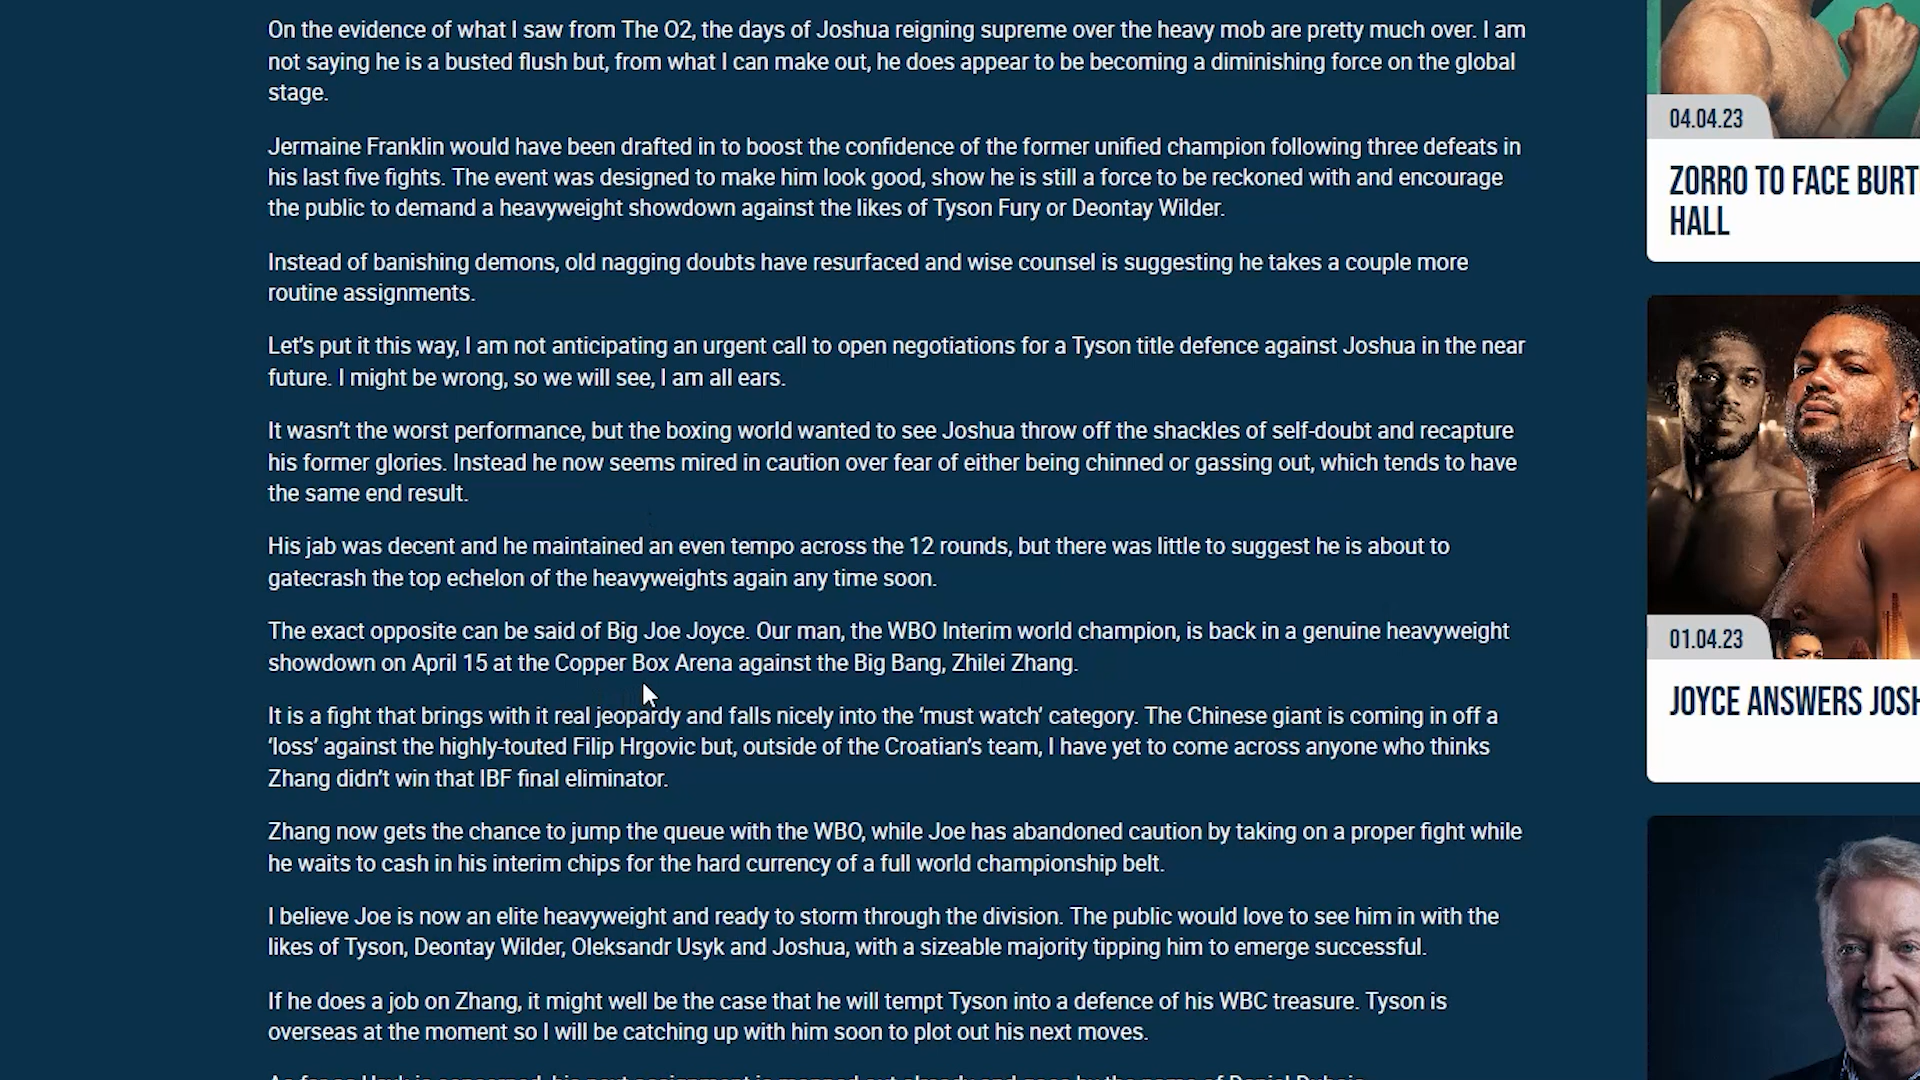 On the evidence of what I saw from The O2, the days of Joshua reigning supreme over the heavy mob are pretty much over. I am
not saying he is a busted flush but, from what I can make out, he does appear to be becoming a diminishing force on the global
stage.
Jermaine Franklin would have been drafted in to boost the confidence of the former unified champion following three defeats in
his last five fights. The event was designed to make him look good, show he is still a force to be reckoned with and encourage
the public to demand a heavyweight showdown against the likes of Tyson Fury or Deontay Wilder.
Instead of banishing demons, old nagging doubts have resurfaced and wise counsel is suggesting he takes a couple more
routine assignments.
Let’s put it this way, I am not anticipating an urgent call to open negotiations for a Tyson title defence against Joshua in the near
future. I might be wrong, so we will see, I am all ears.
It wasn’t the worst performance, but the boxing world wanted to see Joshua throw off the shackles of self-doubt and recapture
his former glories. Instead he now seems mired in caution over fear of either being chinned or gassing out, which tends to have
the same end result.
His jab was decent and he maintained an even tempo across the 12 rounds, but there was little to suggest he is about to
gatecrash the top echelon of the heavyweights again any time soon.
The exact opposite can be said of Big Joe Joyce. Our man, the WBO Interim world champion, is back in a genuine heavyweight
showdown on April 15 at the Copper Box Arena against the Big Bang, Zhilei Zhang.
It is a fight that brings with it real jeopardy and falls nicely into the ‘must watch’ category. The Chinese giant is coming in off a
‘loss’ against the highly-touted Filip Hrgovic but, outside of the Croatian’s team, I have yet to come across anyone who thinks
Zhang didn’t win that IBF final eliminator.
Zhang now gets the chance to jump the queue with the WBO, while Joe has abandoned caution by taking on a proper fight while
he waits to cash in his interim chips for the hard currency of a full world championship belt.
I believe Joe is now an elite heavyweight and ready to storm through the division. The public would love to see him in with the
likes of Tyson, Deontay Wilder, Oleksandr Usyk and Joshua, with a sizeable majority tipping him to emerge successful.
If he does a job on Zhang, it might well be the case that he will tempt Tyson into a defence of his WBC treasure. Tyson is
overseas at the moment so I will be catching up with him soon to plot out his next moves.
04.04.23
ZORRO TO FACE BURT
HALL
01.04.23
JOYCE ANSWERS JOSH